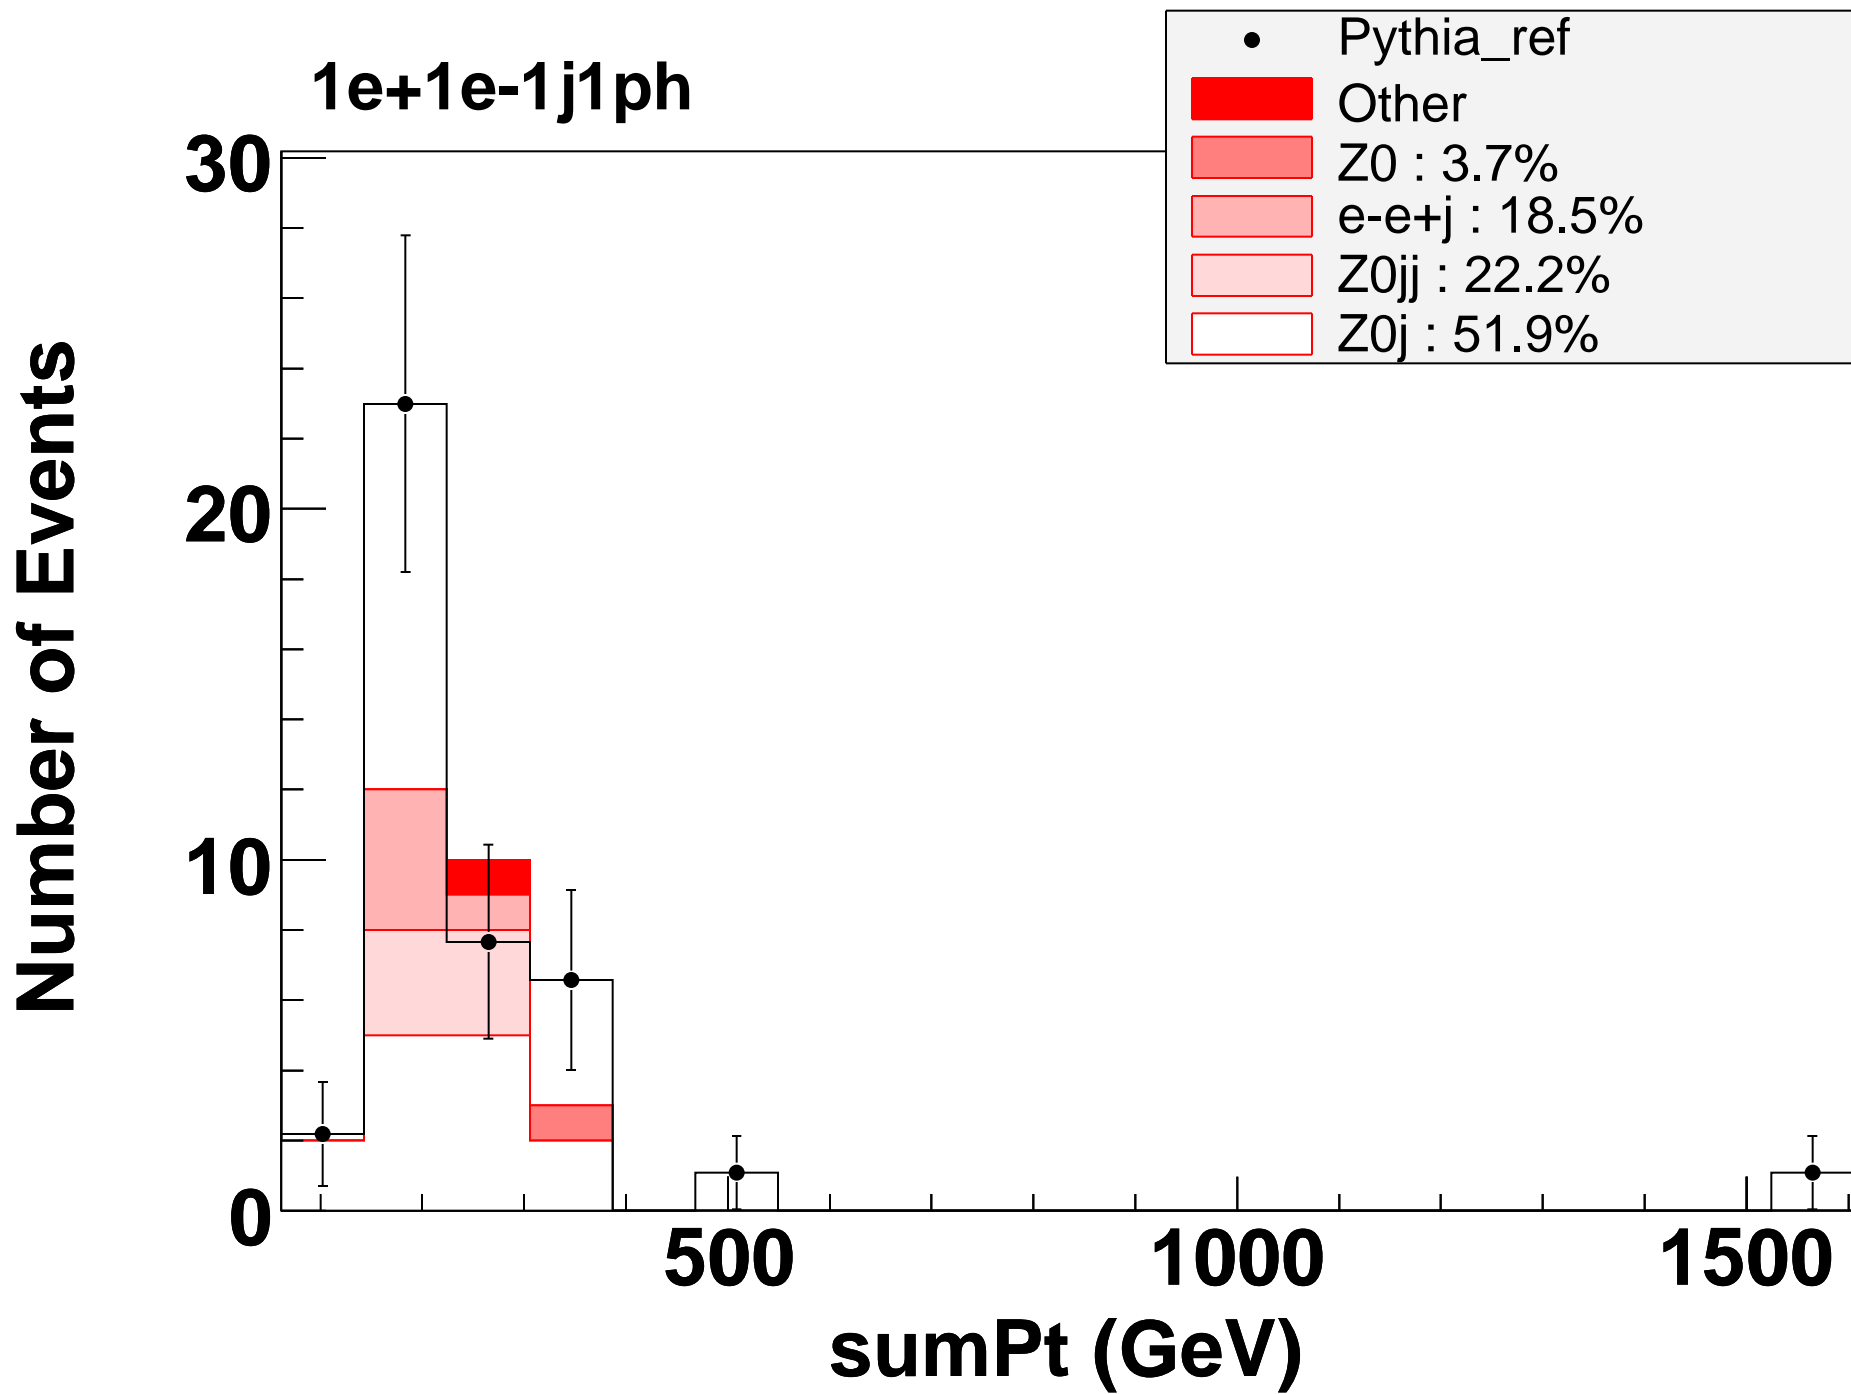 1e+1e-1j1ph
Pythia_ref
Other
Z0 : 3.7%
e-e+j : 18.5%
Z0jj : 22.2%
Z0j : 51.9%
Number of Events
30
20
10
0
500
1000
1500
sumPt (GeV)